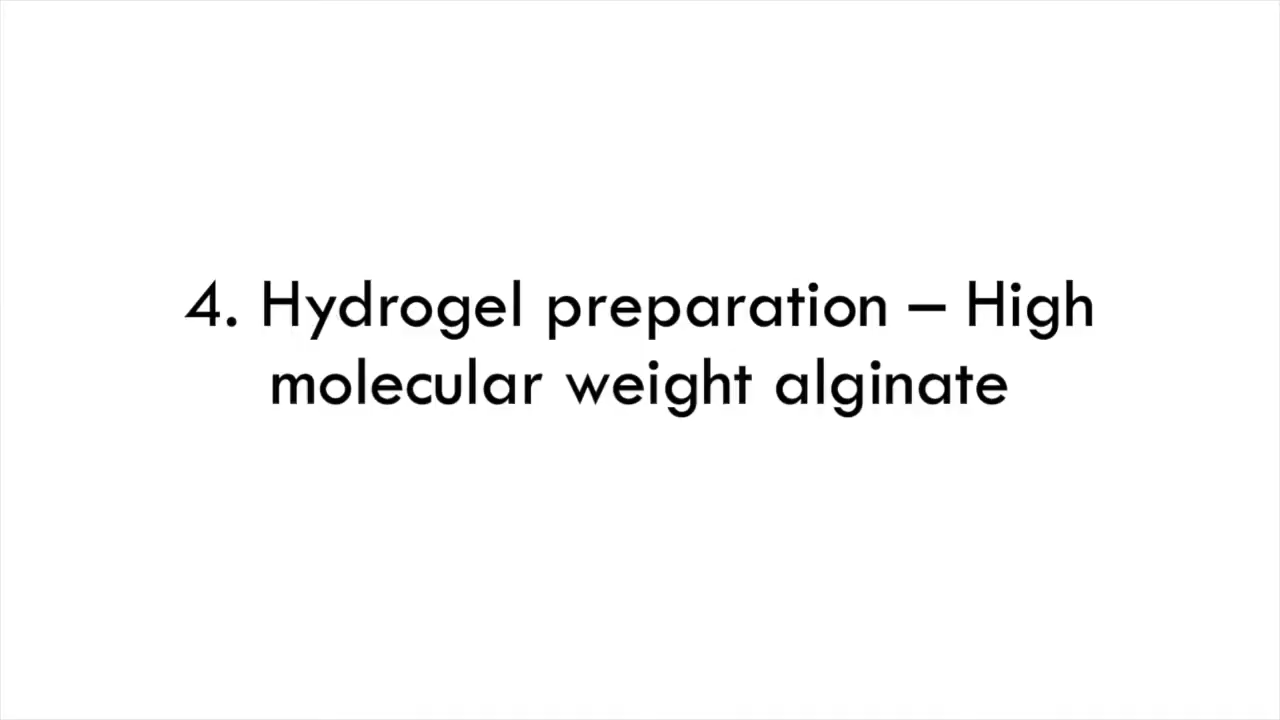 4. Hydrogel preparation – High
molecular weight alginate